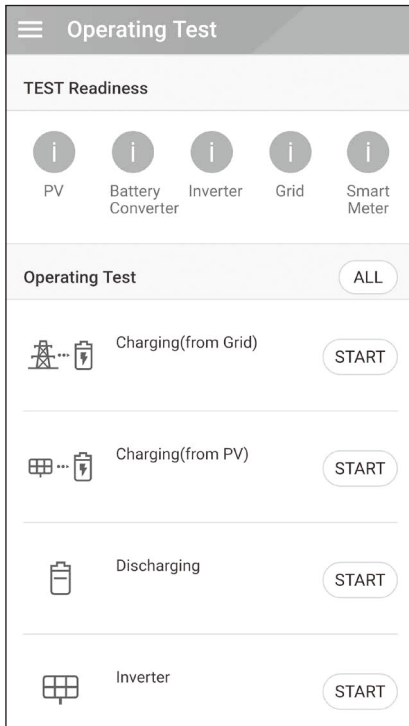 Operating Test
TEST Readiness
i i i i i
PV Battery Inverter Grid Smart
Converter Meter
Operating Test ALL
Charging(from Grid) START
Charging(from PV) START
Discharging START
Inverter START